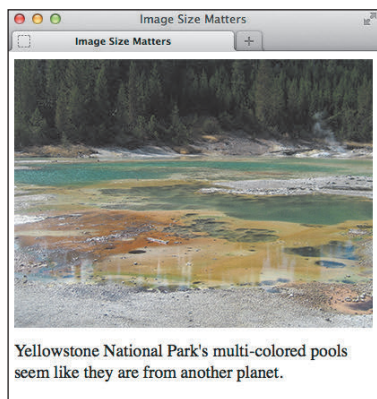 Image Size Matters
Image Size Matters
Yellowstone National Park's multi-colored pools
seem like they are from another planet.